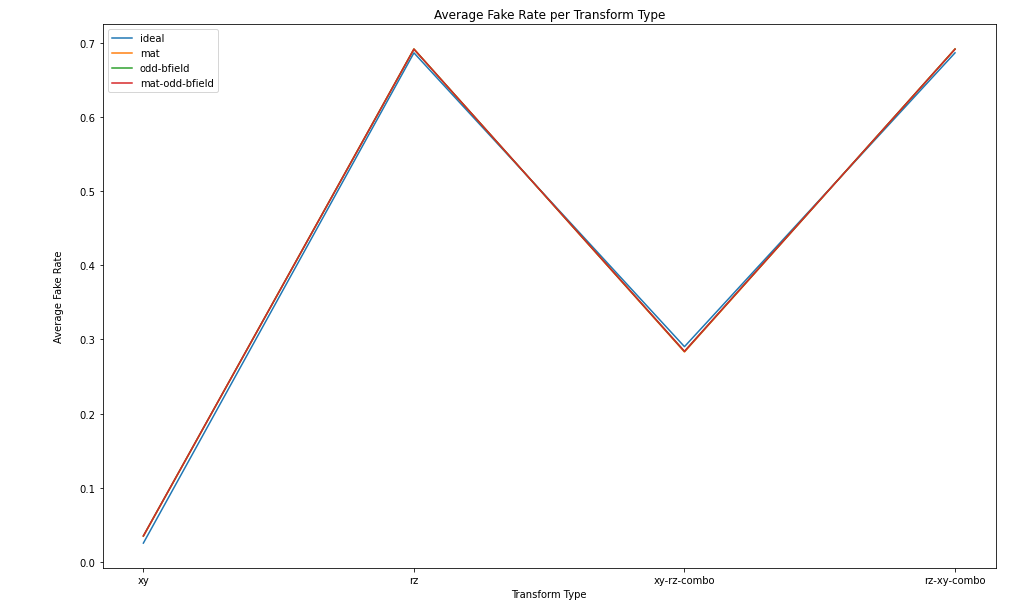 Average Fake Rate per Transform Type
ideal
mat
odd-bfield
mat-odd-bfield
0.7
0.6
0.5
0.4
0.3
0.2
0.1
0.0
Average Fake Rate
xy
rz
xy-rz-combo
rz-xy-combo
Transform Type